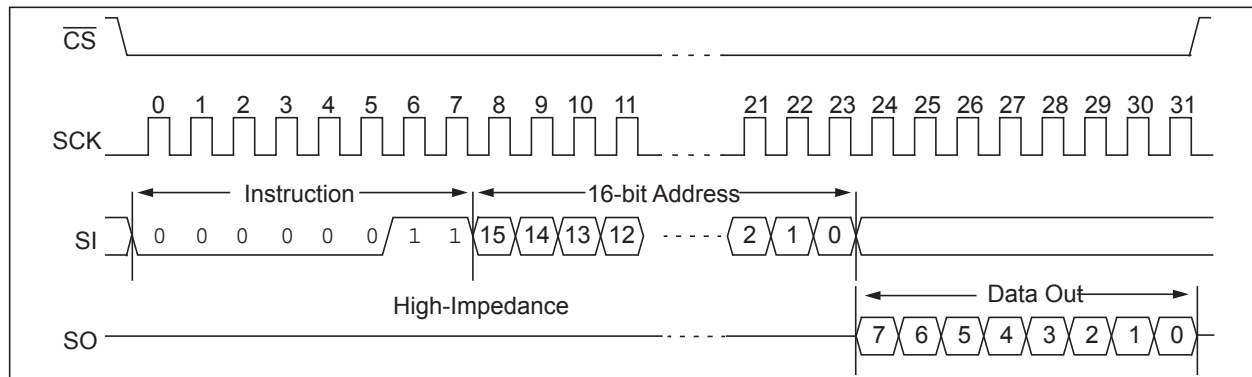 CS
0 1 2 3 4 5 6 7 8 9 10 11 21 22 23 24 25 26 27 28 29 30 31
SCK
Instruction 16-bit Address
SI 0 0 0 0 0 0 1 1 15 14 13 12 2 1 0
High-Impedance Data Out
SO 7 6 5 4 3 2 1 0